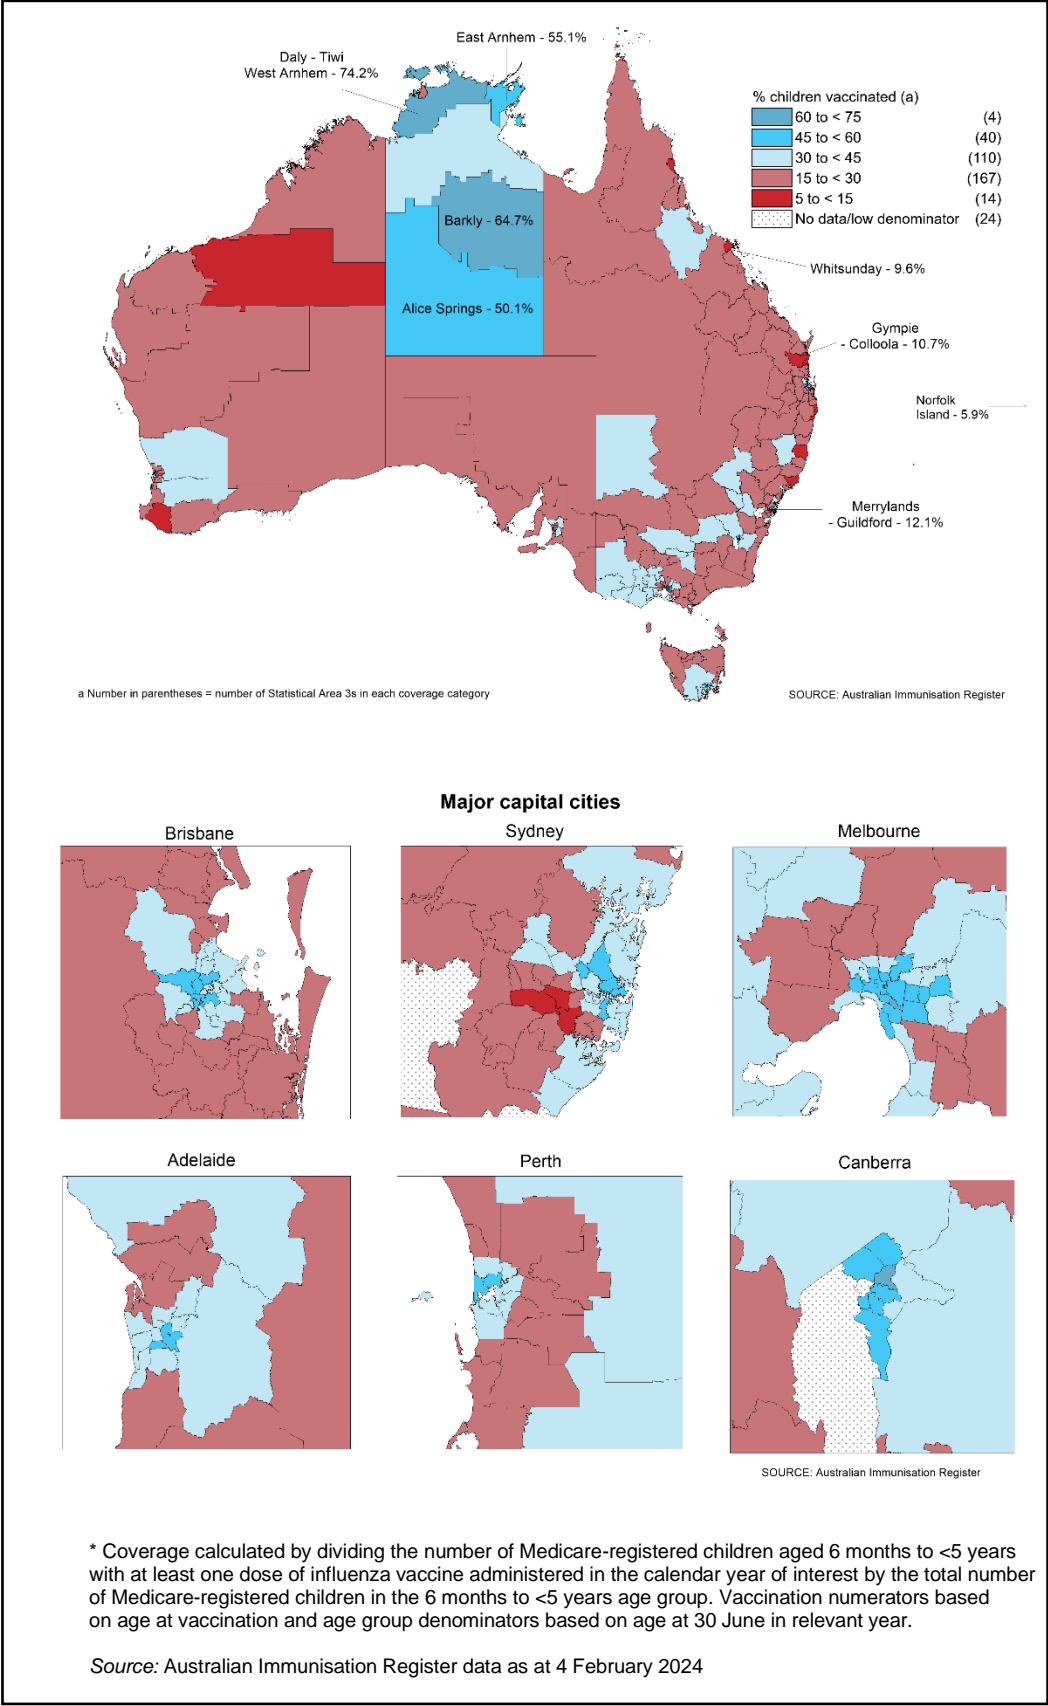 East Arnhem - 55.1%
Daly - Tiwi
West Arnhem - 74.2%
% children vaccinated (a)
60 to < 75 (4)
45 to < 60 (40)
30 to < 45 (110)
15 to < 30 (167)
5 to < 15 (14)
No data/low denominator (24)
Barkly - 64.7%
Whitsunday - 9.6%
Alice Springs - 50.1%
Gympie
- Colloola - 10.7%
Norfolk
Island - 5.9%
Merrylands
- Guildford - 12.1%
a Number in parentheses = number of Statistical Area 3s in each coverage category
SOURCE: Australian Immunisation Register
Major capital cities
Brisbane
Sydney
Melbourne
Adelaide
Perth
Canberra
SOURCE: Australian Immunisation Register
* Coverage calculated by dividing the number of Medicare-registered children aged 6 months to <5 years
with at least one dose of influenza vaccine administered in the calendar year of interest by the total number
of Medicare-registered children in the 6 months to <5 years age group. Vaccination numerators based
on age at vaccination and age group denominators based on age at 30 June in relevant year.
Source: Australian Immunisation Register data as at 4 February 2024